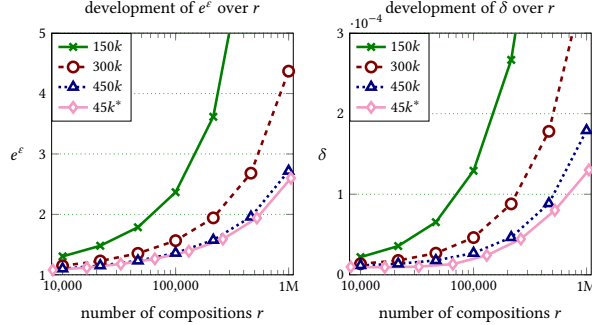 development of e^ε over r
5
4
3
2
1
e^ε
150k
300k
450k
45k*
10,000
100,000
1M
number of compositions r
development of δ over r
·10⁻⁴
3
2
1
0
δ
150k
300k
450k
45k*
10,000
100,000
1M
number of compositions r